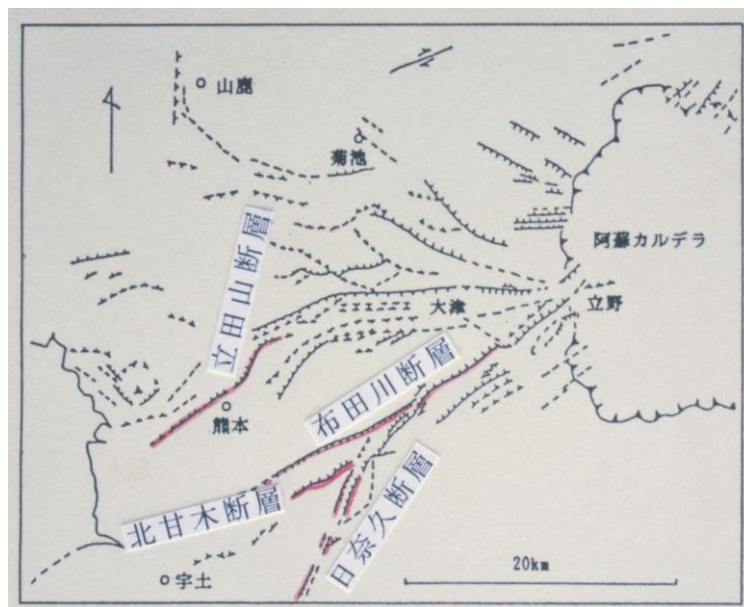 山鹿
菊池
阿蘇カルデラ
立田山断層
大津
立野
布田川断層
熊本
北甘木断層
日奈久断層
宇土
20km